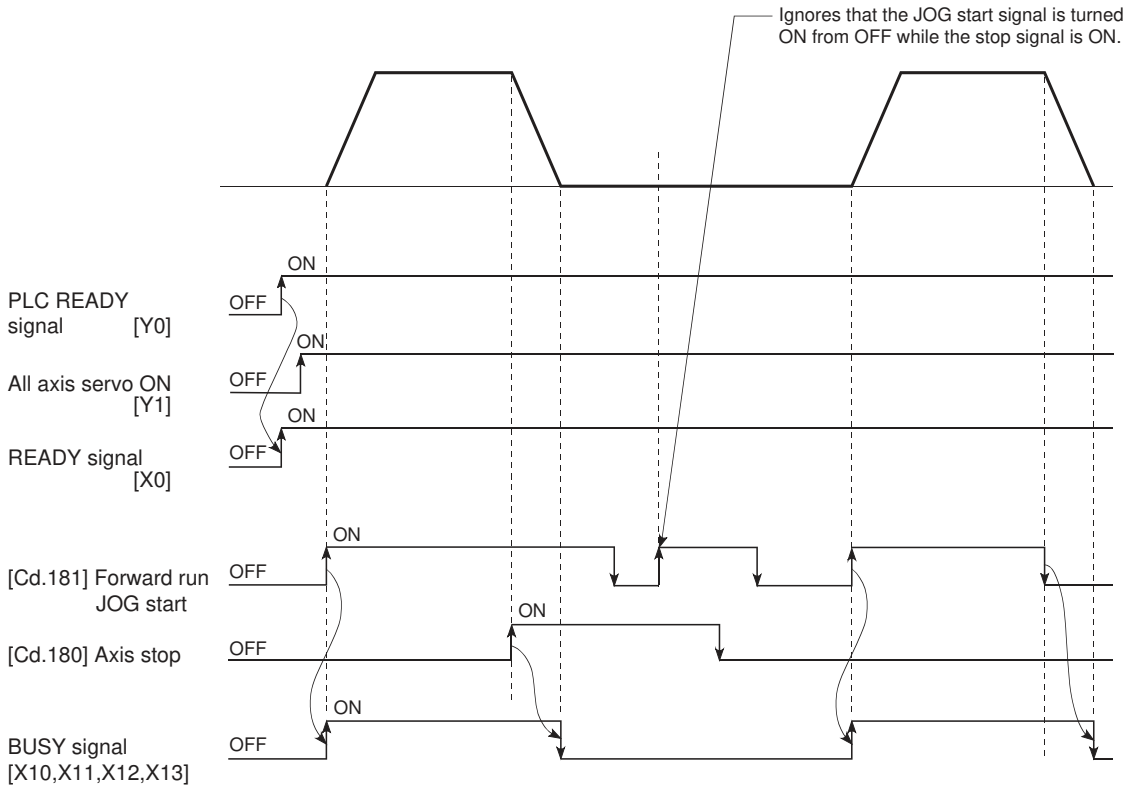 Ignores that the JOG start signal is turned
ON from OFF while the stop signal is ON.
ON
PLC READY
signal [Y0]
OFF
ON
All axis servo ON
[Y1]
OFF
ON
READY signal
[X0]
OFF
ON
[Cd.181] Forward run
JOG start
OFF
ON
[Cd.180] Axis stop
OFF
ON
BUSY signal
[X10,X11,X12,X13]
OFF